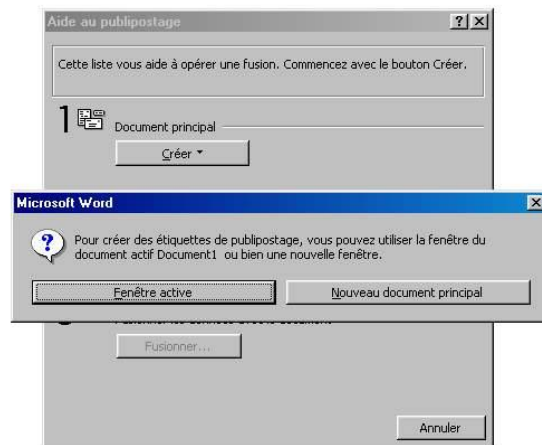 Aide au publipostage
Cette liste vous aide à opérer une fusion. Commencez avec le bouton Créer.
1 Document principal
Créer
Microsoft Word
Pour créer des étiquettes de publipostage, vous pouvez utiliser la fenêtre du
document actif Document1 ou bien une nouvelle fenêtre.
Fenêtre active
Nouveau document principal
Fusionner...
Annuler